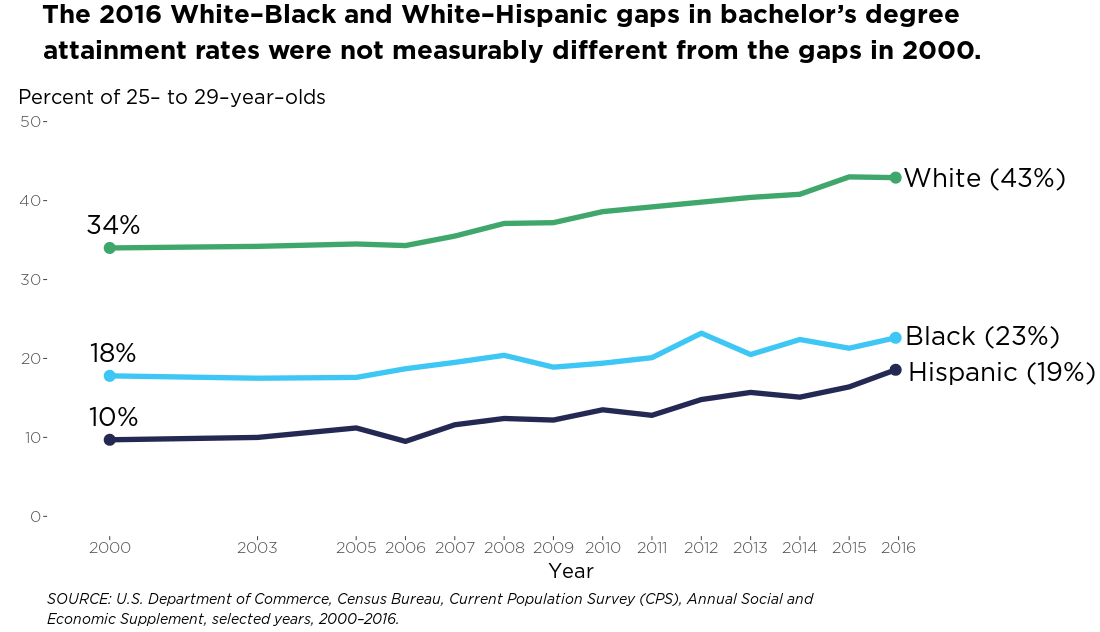 The 2016 White–Black and White–Hispanic gaps in bachelor’s degree
attainment rates were not measurably different from the gaps in 2000.
Percent of 25– to 29–year–olds
50
40
30
20
10
0
34%
18%
10%
White (43%)
Black (23%)
Hispanic (19%)
2000 2003 2005 2006 2007 2008 2009 2010 2011 2012 2013 2014 2015 2016
Year
SOURCE: U.S. Department of Commerce, Census Bureau, Current Population Survey (CPS), Annual Social and
Economic Supplement, selected years, 2000–2016.